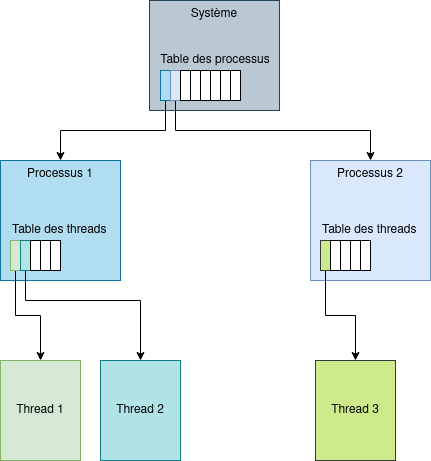 Système
Table des processus
Processus 1
Processus 2
Table des threads
Table des threads
Thread 1
Thread 2
Thread 3